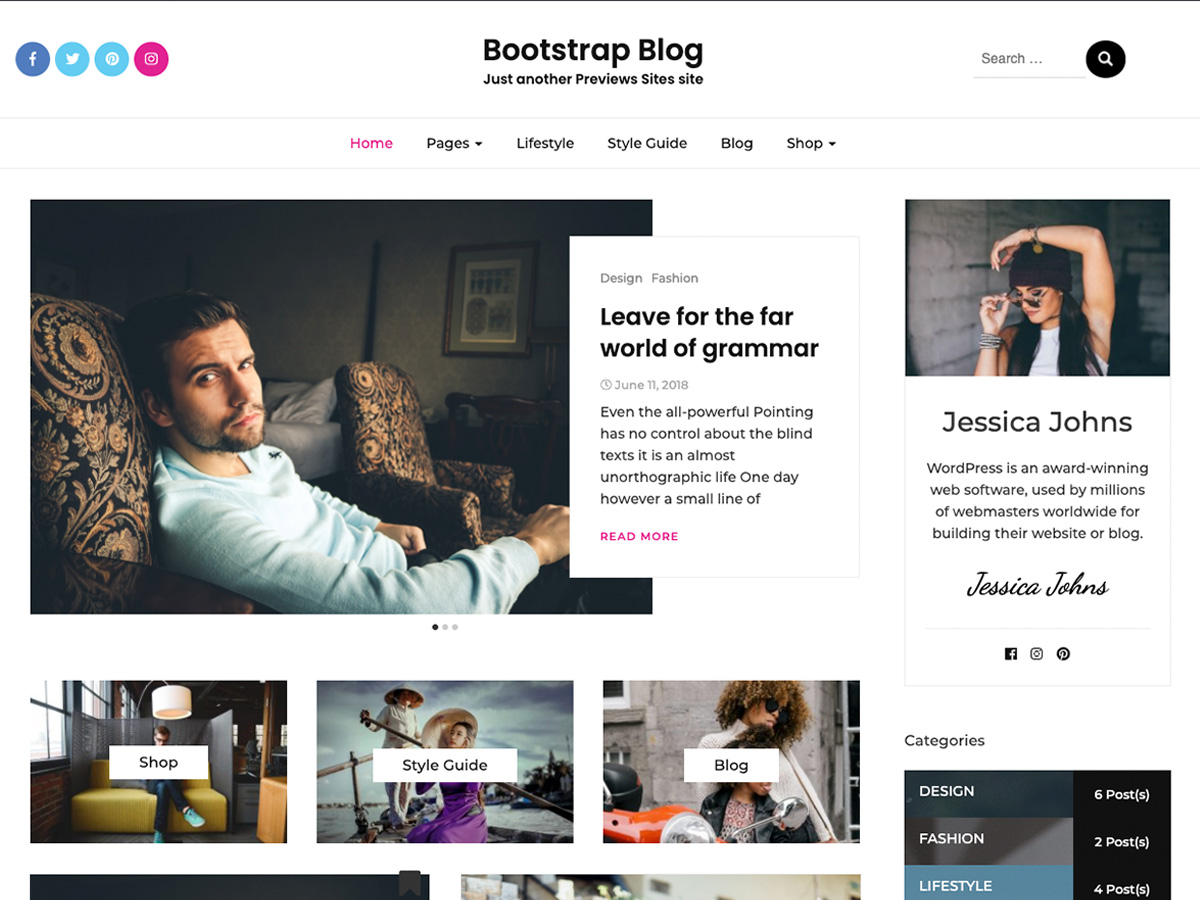 Bootstrap Blog
Just another Previews Sites site
Search ...
Home
Pages
Lifestyle
Style Guide
Blog
Shop
Design Fashion
Leave for the far
world of grammar
June 11, 2018
Even the all-powerful Pointing
has no control about the blind
texts it is an almost
unorthographic life One day
however a small line of
READ MORE
Jessica Johns
WordPress is an award-winning
web software, used by millions
of webmasters worldwide for
building their website or blog.
Jessica Johns
Shop
Style Guide
Blog
Categories
DESIGN
6 Post(s)
FASHION
2 Post(s)
LIFESTYLE
4 Post(s)